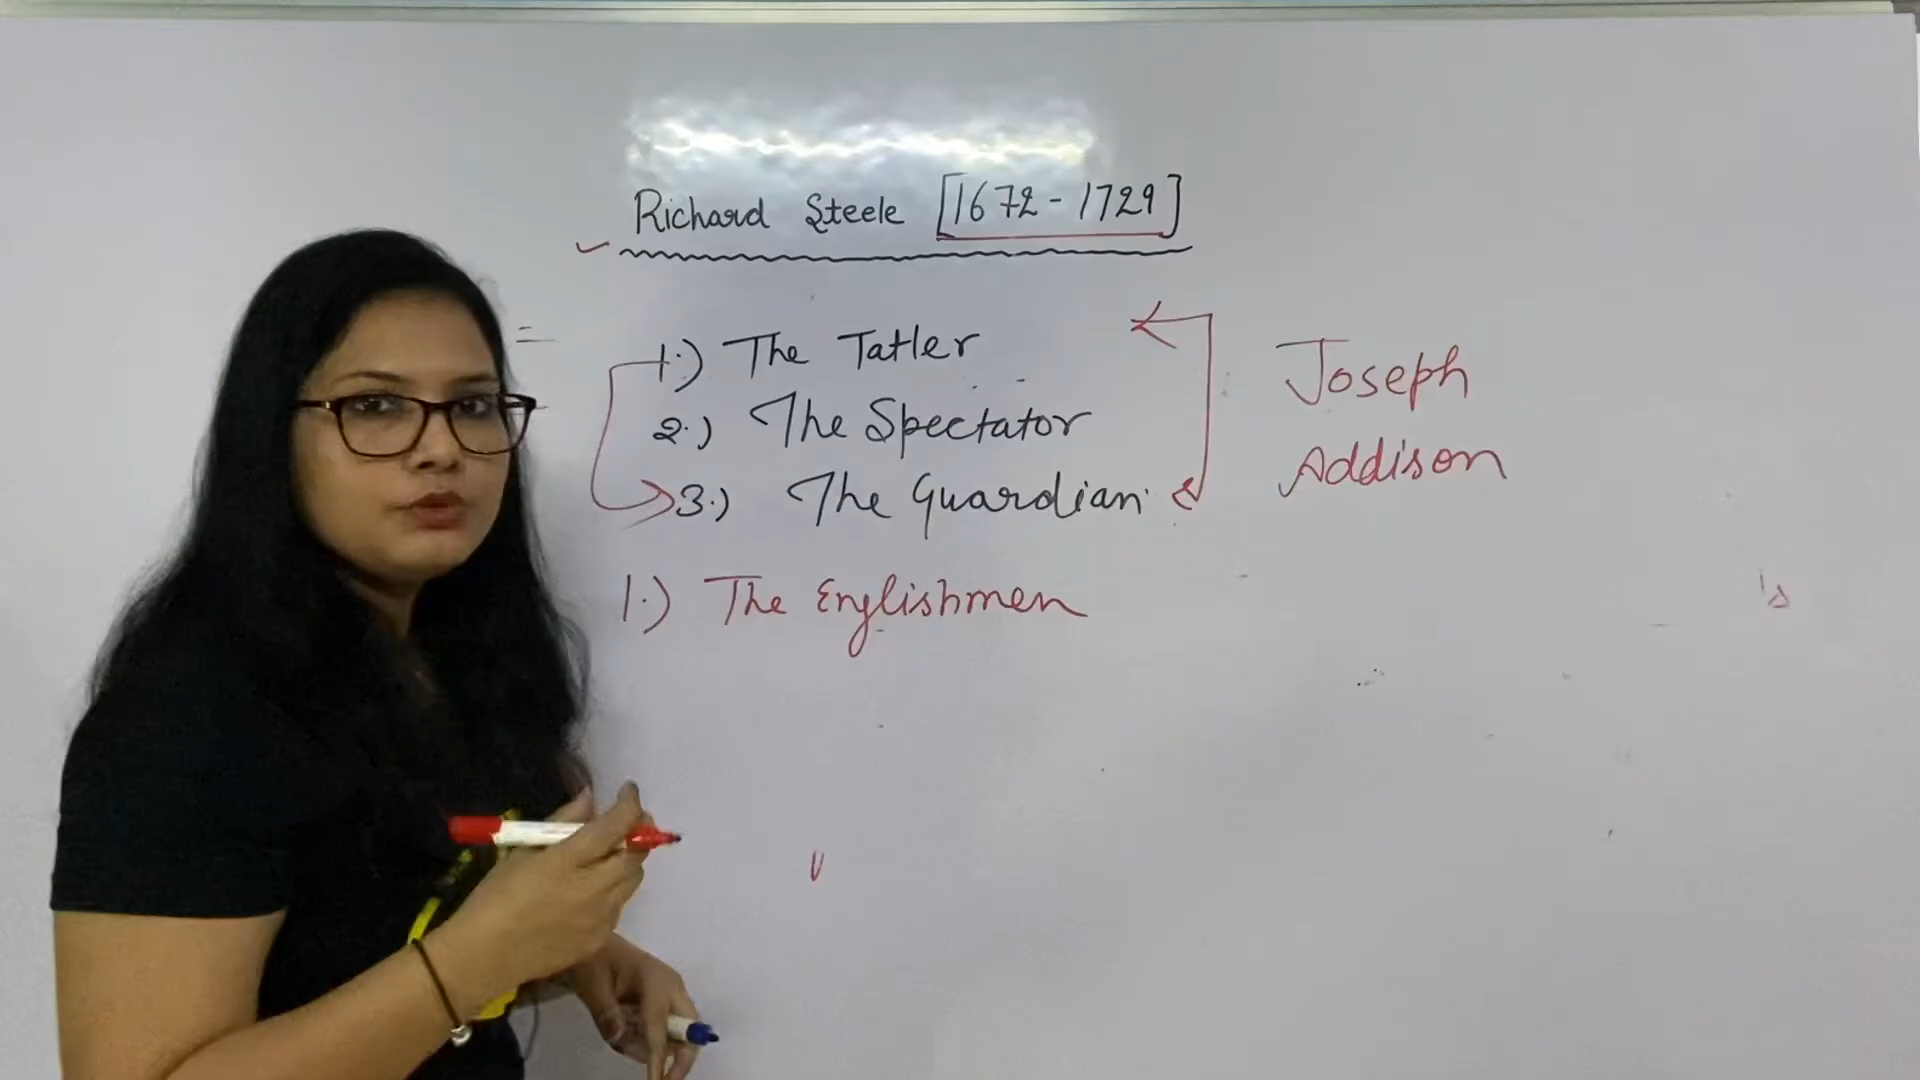 Richard Steele [1672-1729]
1.) The Tatler
2.) The Spectator
3.) The Guardian.
Joseph
Addison
1.) The Englishmen
's